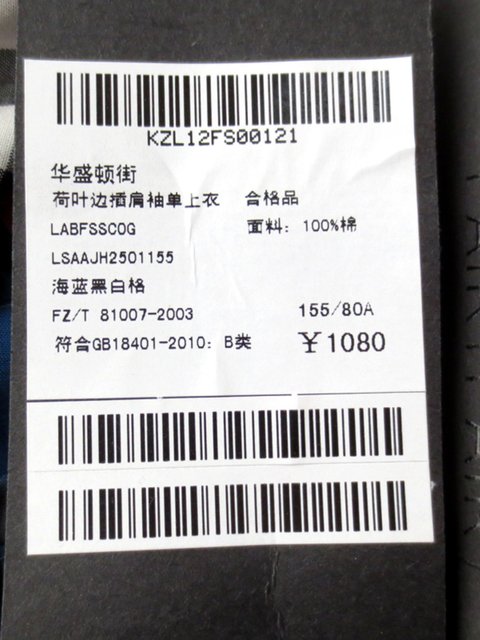 KZL12FS00121
华盛顿街
荷叶边插肩袖单上衣 合格品
LABFSSCOG 面料: 100%棉
LSAAJH2501155
海蓝黑白格
FZ/T 81007-2003 155/80A
符合GB18401-2010: B类 ¥1080